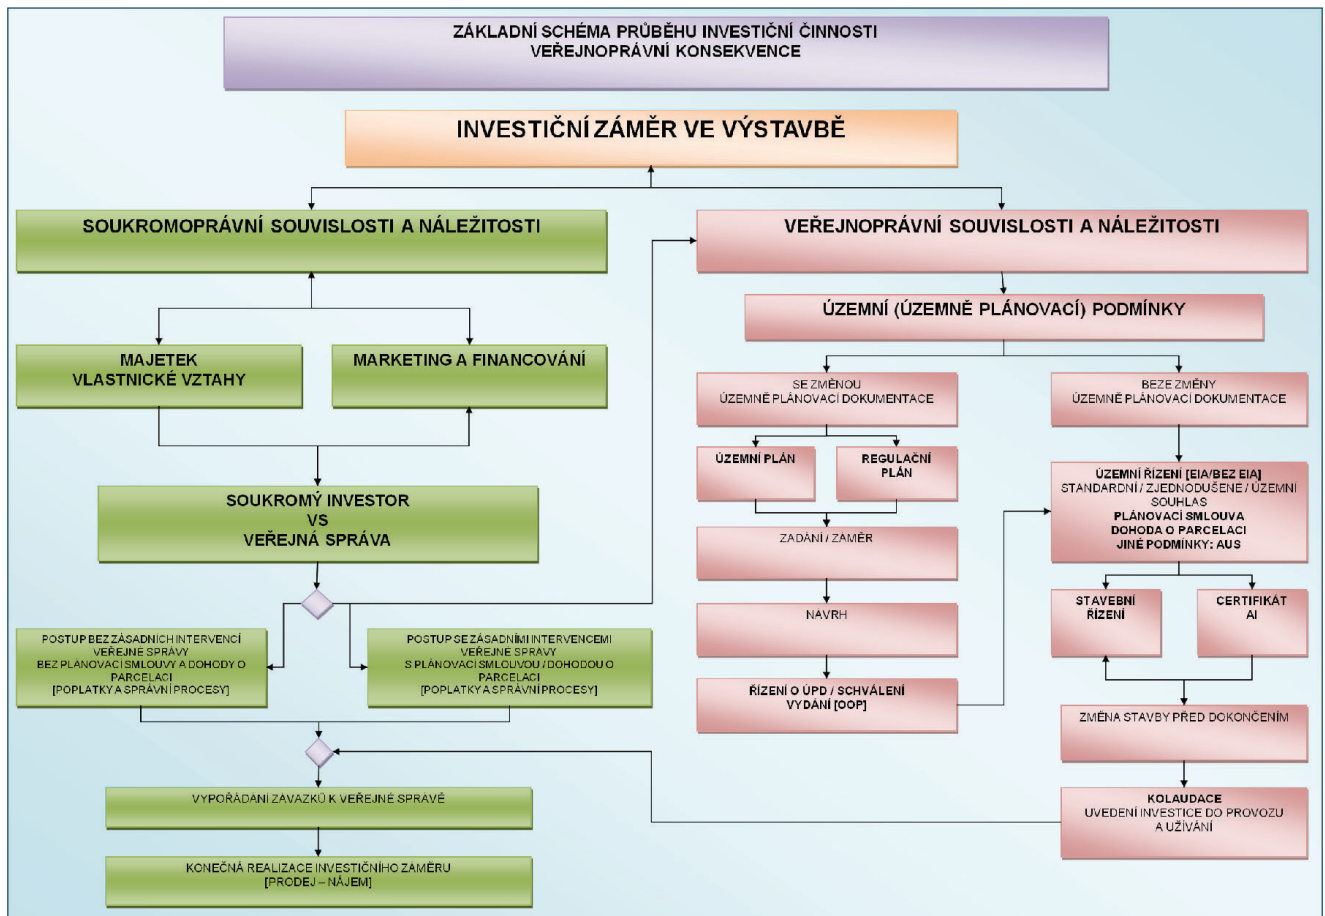 ZÁKLADNÍ SCHÉMA PRŮBĚHU INVESTIČNÍ ČINNOSTI
VEŘEJNOPRÁVNÍ KONSEKVENCE
INVESTIČNÍ ZÁMĚR VE VÝSTAVBĚ
SOUKROMOPRÁVNÍ SOUVISLOSTI A NÁLEŽITOSTI
VEŘEJNOPRÁVNÍ SOUVISLOSTI A NÁLEŽITOSTI
MAJETEK
VLASTNICKÉ VZTAHY
MARKETING A FINANCOVÁNÍ
SOUKROMÝ INVESTOR
VS
VEŘEJNÁ SPRÁVA
POSTUP BEZ ZÁSADNÍCH INTERVENCÍ
VEŘEJNÉ SPRÁVY
BEZ PLÁNOVACÍ SMLOUVY A DOHODY O
PARCELACI
[POPLATKY A SPRÁVNÍ PROCESY]
POSTUP SE ZÁSADNÍMI INTERVENCEMI
VEŘEJNÉ SPRÁVY
S PLÁNOVACÍ SMLOUVOU / DOHODOU O
PARCELACI
[POPLATKY A SPRÁVNÍ PROCESY]
VYPOŘÁDÁNÍ ZÁVAZKŮ K VEŘEJNÉ SPRÁVĚ
KONEČNÁ REALIZACE INVESTIČNÍHO ZÁMĚRU
[PRODEJ – NÁJEM]
ÚZEMNÍ (ÚZEMNĚ PLÁNOVACÍ) PODMÍNKY
SE ZMĚNOU
ÚZEMNĚ PLÁNOVACÍ DOKUMENTACE
ÚZEMNÍ PLÁN
REGULAČNÍ
PLÁN
ZADÁNÍ / ZÁMĚR
NAVRH
ŘÍZENÍ O ÚPD / SCHVÁLENÍ
VYDÁNÍ [OOP]
BEZE ZMĚNY
ÚZEMNĚ PLÁNOVACÍ DOKUMENTACE
ÚZEMNÍ ŘÍZENÍ [EIA/BEZ EIA]
STANDARDNÍ / ZJEDNODUŠENE / ÚZEMNÍ
SOUHLAS
PLÁNOVACÍ SMLOUVA
DOHODA O PARCELACI
JINÉ PODMÍNKY: AUS
STAVEBNÍ
ŘÍZENÍ
CERTIFIKÁT
AI
ZMĚNA STAVBY PŘED DOKONČENÍM
KOLAUDACE
UVEDENÍ INVESTICE DO PROVOZU
A UŽÍVÁNÍ